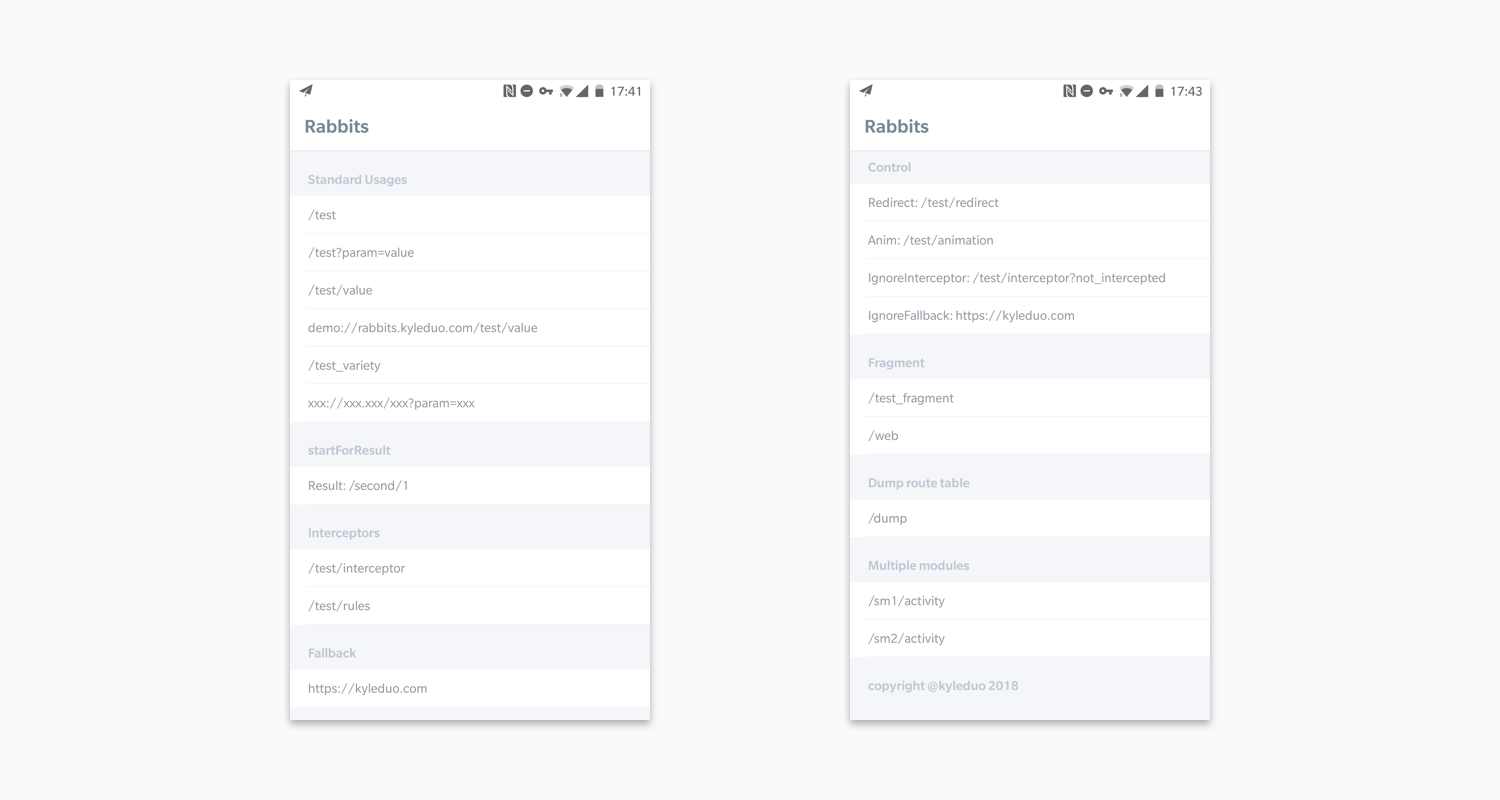 17:41
Rabbits
Standard Usages
/test
/test?param=value
/test/value
demo://rabbits.kyleduo.com/test/value
/test_variety
xxx://xxx.xxx/xxx?param=xxx
startForResult
Result: /second/1
Interceptors
/test/interceptor
/test/rules
Fallback
https://kyleduo.com
17:43
Rabbits
Control
Redirect: /test/redirect
Anim: /test/animation
IgnoreInterceptor: /test/interceptor?not_intercepted
IgnoreFallback: https://kyleduo.com
Fragment
/test_fragment
/web
Dump route table
/dump
Multiple modules
/sm1/activity
/sm2/activity
copyright @kyleduo 2018